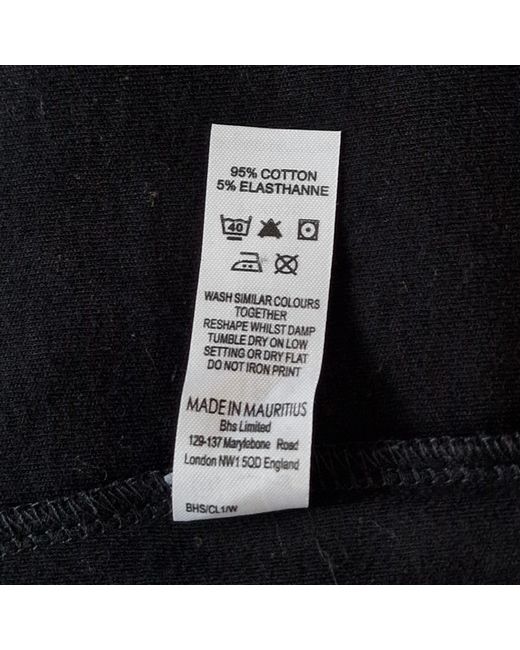 95% COTTON
5% ELASTHANNE
40
WASH SIMILAR COLOURS
TOGETHER
RESHAPE WHILST DAMP
TUMBLE DRY ON LOW
SETTING OR DRY FLAT
DO NOT IRON PRINT
MADE IN MAURITIUS
Bhs Limited
129-137 Marylebone Road
London NW1 5QD England
BHS/CL1/W